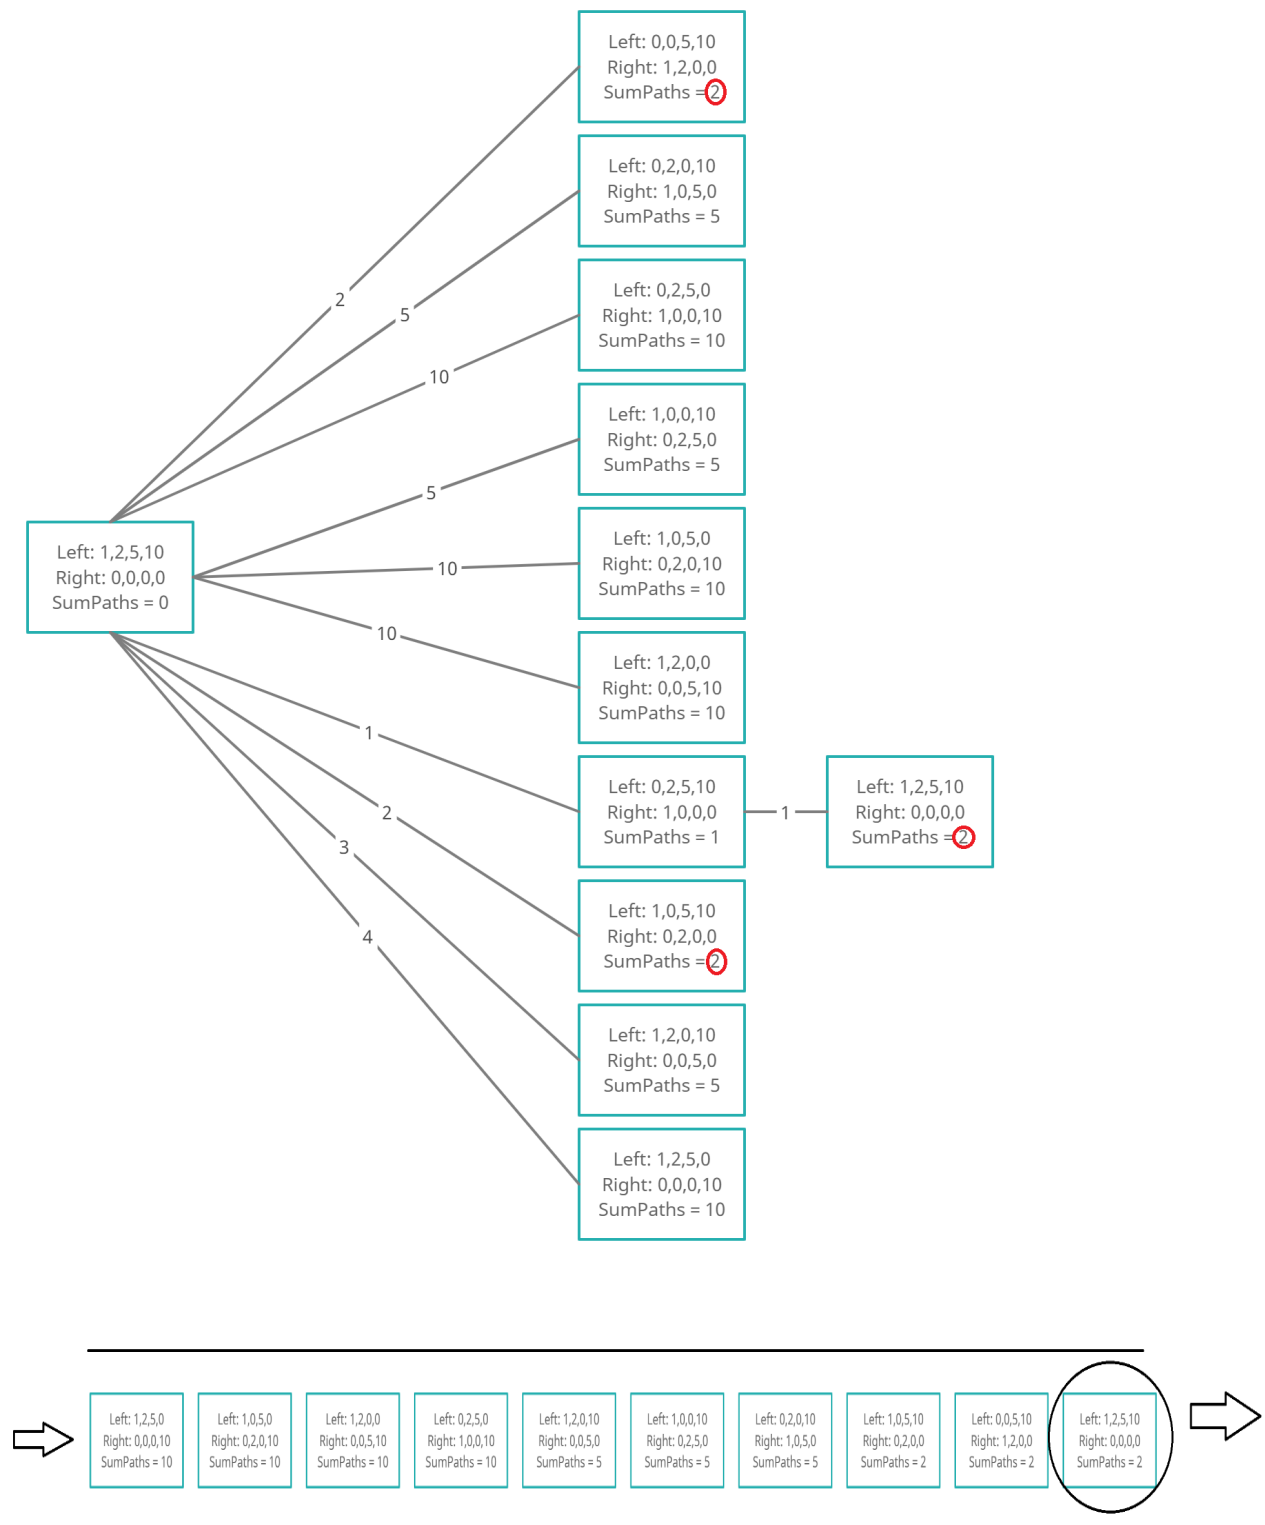 Left: 0,0,5,10
Right: 1,2,0,0
SumPaths = 2
Left: 0,2,0,10
Right: 1,0,5,0
SumPaths = 5
2
5
Left: 0,2,5,0
Right: 1,0,0,10
SumPaths = 10
10
Left: 1,0,0,10
Right: 0,2,5,0
SumPaths = 5
5
Left: 1,2,5,10
Right: 0,0,0,0
SumPaths = 0
10
Left: 1,0,5,0
Right: 0,2,0,10
SumPaths = 10
10
Left: 1,2,0,0
Right: 0,0,5,10
SumPaths = 10
1
Left: 0,2,5,10
Right: 1,0,0,0
SumPaths = 1
1
Left: 1,2,5,10
Right: 0,0,0,0
SumPaths = 2
2
3
Left: 1,0,5,10
Right: 0,2,0,0
SumPaths = 2
4
Left: 1,2,0,10
Right: 0,0,5,0
SumPaths = 5
Left: 1,2,5,0
Right: 0,0,0,10
SumPaths = 10
Left: 1,2,5,0
Right: 0,0,0,10
SumPaths = 10
Left: 1,0,5,0
Right: 0,2,0,10
SumPaths = 10
Left: 1,2,0,0
Right: 0,0,5,10
SumPaths = 10
Left: 0,2,5,0
Right: 1,0,0,10
SumPaths = 10
Left: 1,2,0,10
Right: 0,0,5,0
SumPaths = 5
Left: 1,0,0,10
Right: 0,2,5,0
SumPaths = 5
Left: 0,2,0,10
Right: 1,0,5,0
SumPaths = 5
Left: 1,0,5,10
Right: 0,2,0,0
SumPaths = 2
Left: 0,0,5,10
Right: 1,2,0,0
SumPaths = 2
Left: 1,2,5,10
Right: 0,0,0,0
SumPaths = 2